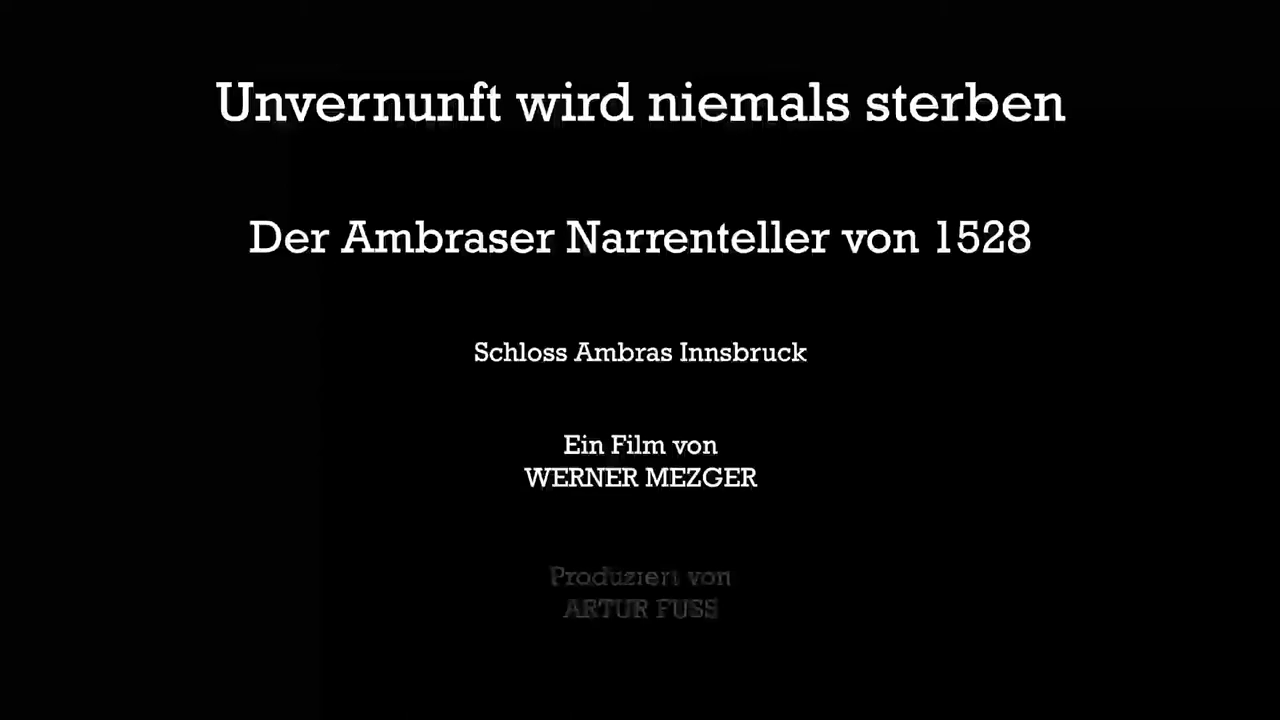 Unvernunft wird niemals sterben
Der Ambraser Narrenteller von 1528
Schloss Ambras Innsbruck
Ein Film von
WERNER MEZGER
Produziert von
ARTUR FUSS